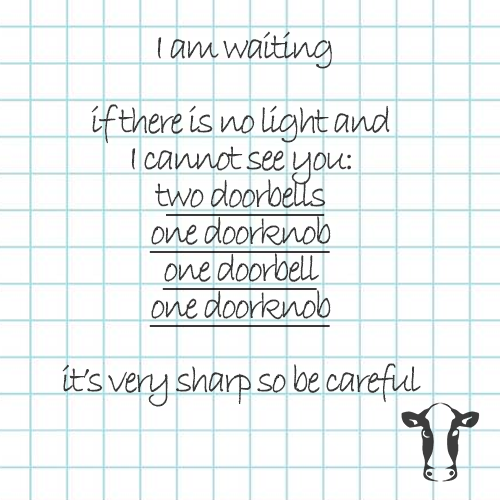 I am waiting
if there is no light and
I cannot see you:
two doorbells
one doorknob
one doorbell
one doorknob
it's very sharp so be careful